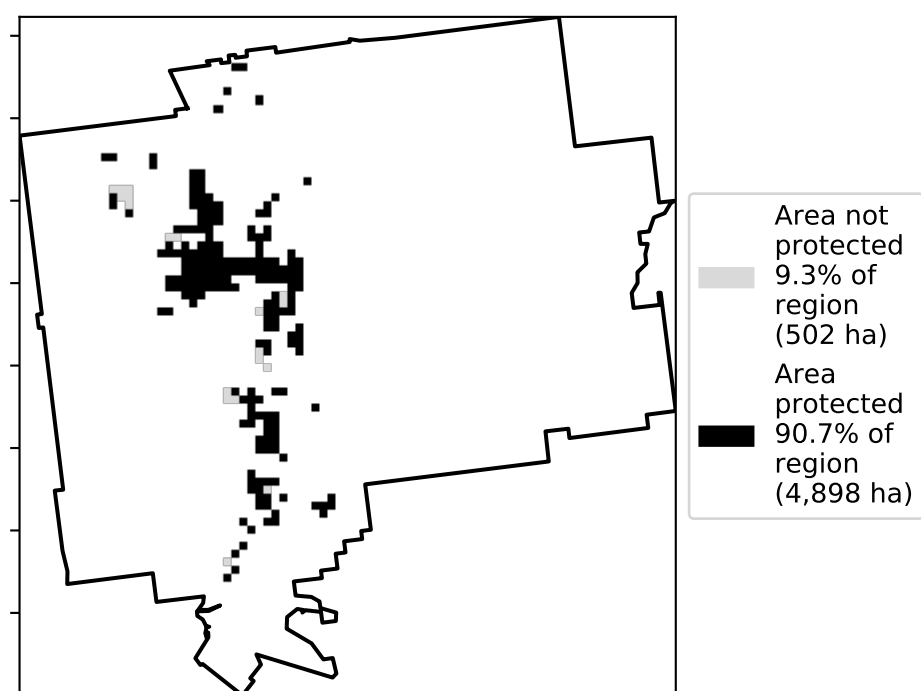 Area not
protected
9.3% of
region
(502 ha)
Area
protected
90.7% of
region
(4,898 ha)